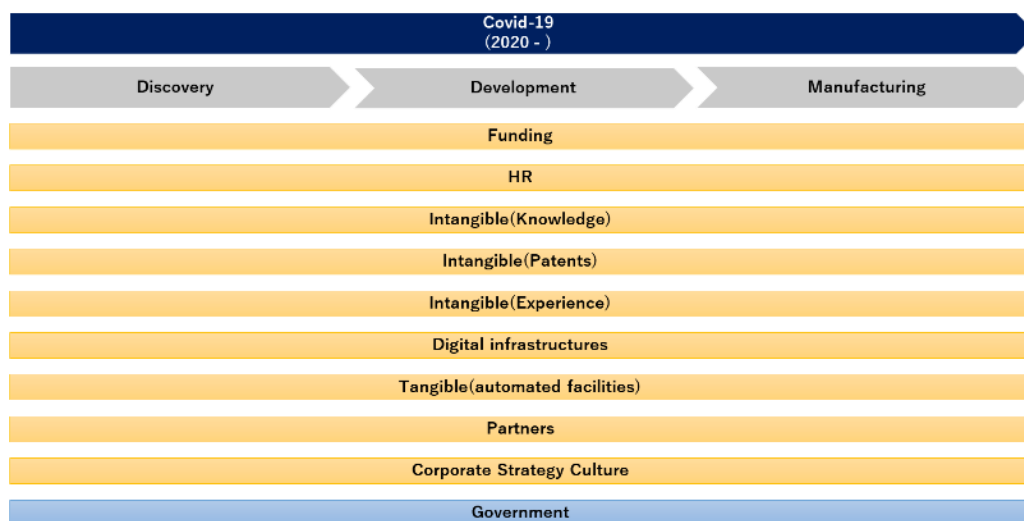 Covid-19
(2020 - )
Discovery
Development
Manufacturing
Funding
HR
Intangible(Knowledge)
Intangible(Patents)
Intangible(Experience)
Digital infrastructures
Tangible(automated facilities)
Partners
Corporate Strategy Culture
Government